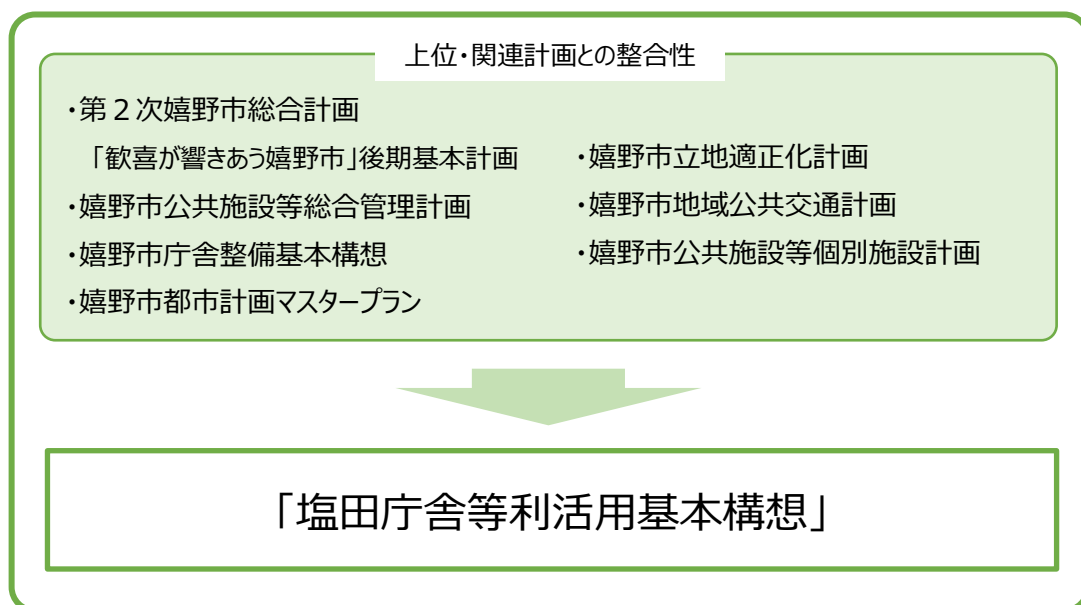 上位・関連計画との整合性
・第2次嬉野市総合計画
「歓喜が響きあう嬉野市」後期基本計画
・嬉野市公共施設等総合管理計画
・嬉野市庁舎整備基本構想
・嬉野市都市計画マスタープラン
・嬉野市立地適正化計画
・嬉野市地域公共交通計画
・嬉野市公共施設等個別施設計画
「塩田庁舎等利活用基本構想」